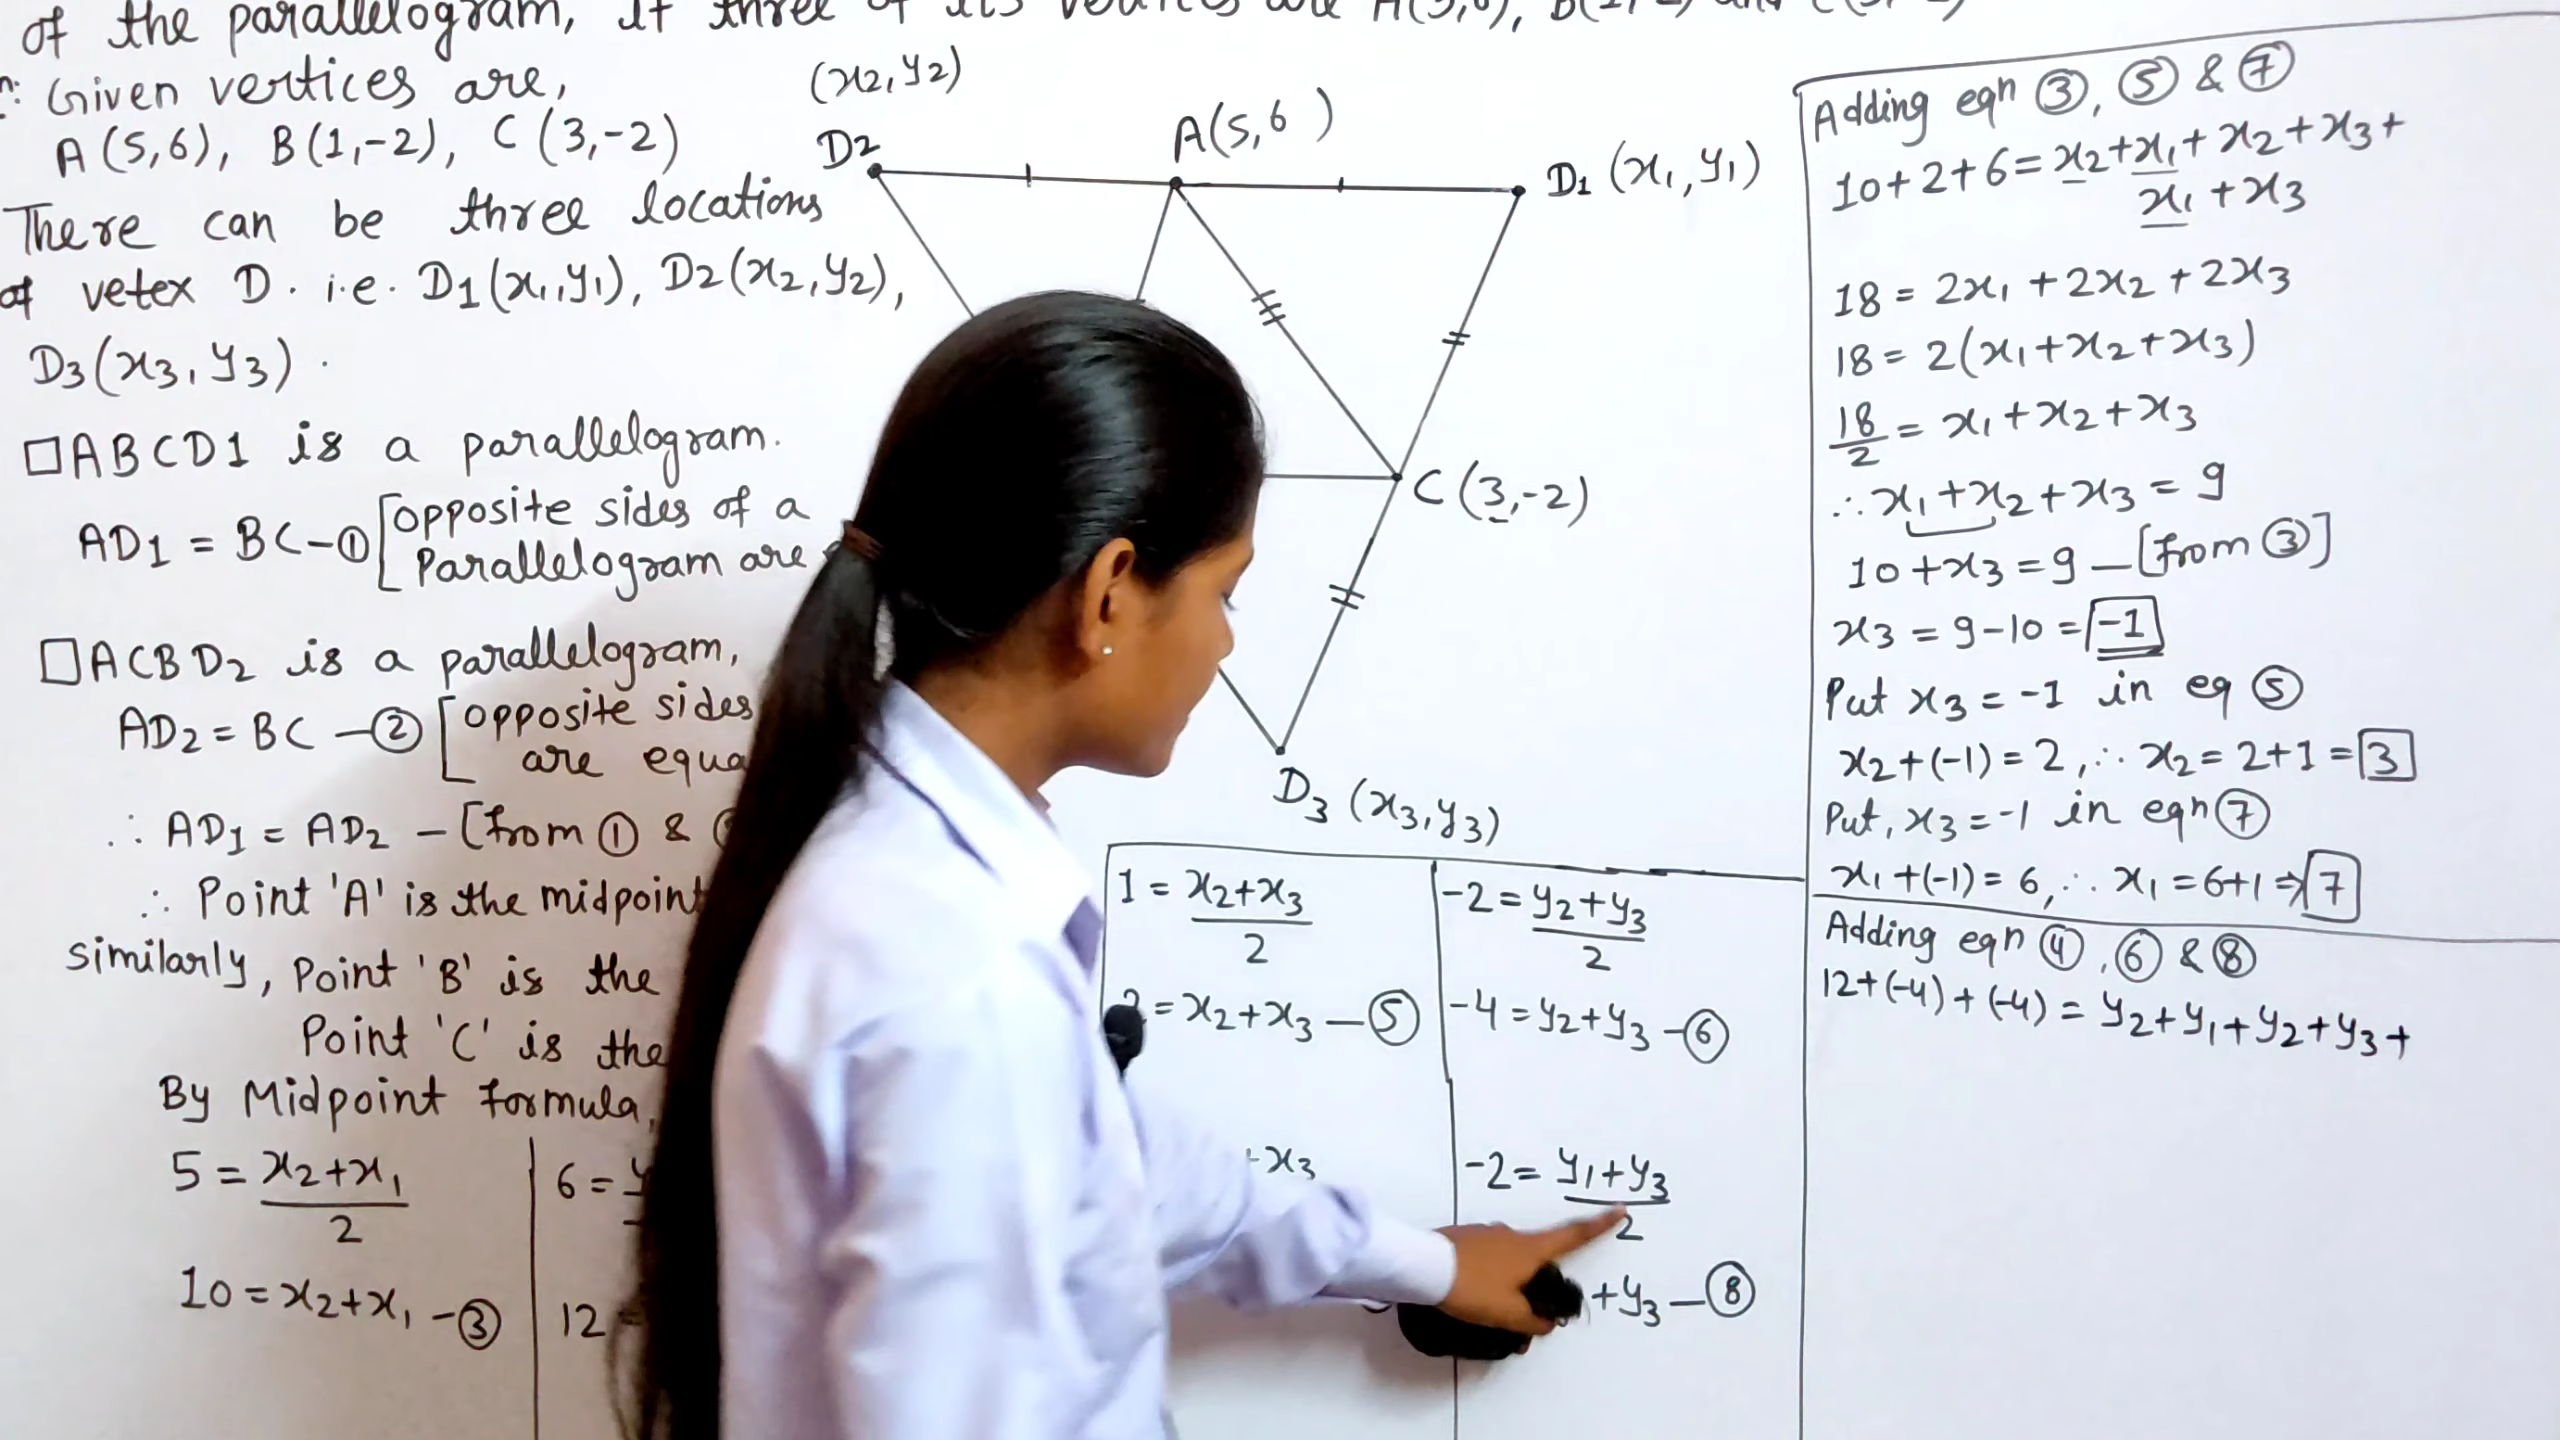 of the parallelogram, if three of its vertices are A(5,6), B(1,-2) and C(3,-2)
Given vertices are,
A (5,6), B(1,-2), C (3,-2)
There can be three locations
of vetex D. i.e. D1(x1,y1), D2(x2,y2),
D3(x3,y3).
□ABCD1 is a parallelogram.
AD1 = BC-① [opposite sides of a
Parallelogram are
□ACBD2 is a parallelogram,
AD2 = BC -② [opposite sides
are equa
∴ AD1 = AD2 - [from ① &
∴ Point 'A' is the midpoint
similarly, Point 'B' is the
Point 'C' is the
By Midpoint formula,
5 = x2+x1/2
10 = x2+x1 -③
6 = y
12 =
(x2,y2)
D2
A(5,6)
D1 (x1,y1)
C (3,-2)
D3 (x3,y3)
1 = x2+x3/2
= x2+x3 -⑤
+x3
-2 = y2+y3/2
-4 = y2+y3 -⑥
-2 = y1+y3/2
+y3 -⑧
Adding eqn ③, ⑤ & ⑦
10+2+6 = x2+x1+x2+x3+
x1+x3
18 = 2x1+2x2+2x3
18 = 2(x1+x2+x3)
18/2 = x1+x2+x3
∴ x1+x2+x3 = 9
10+x3 = 9 - [from ③]
x3 = 9-10 = -1
Put x3 = -1 in eq ⑤
x2+(-1) = 2, ∴ x2 = 2+1 = 3
Put, x3 = -1 in eqn ⑦
x1+(-1) = 6, ∴ x1 = 6+1 ⇒ 7
Adding eqn ④, ⑥ & ⑧
12+(-4)+(-4) = y2+y1+y2+y3+